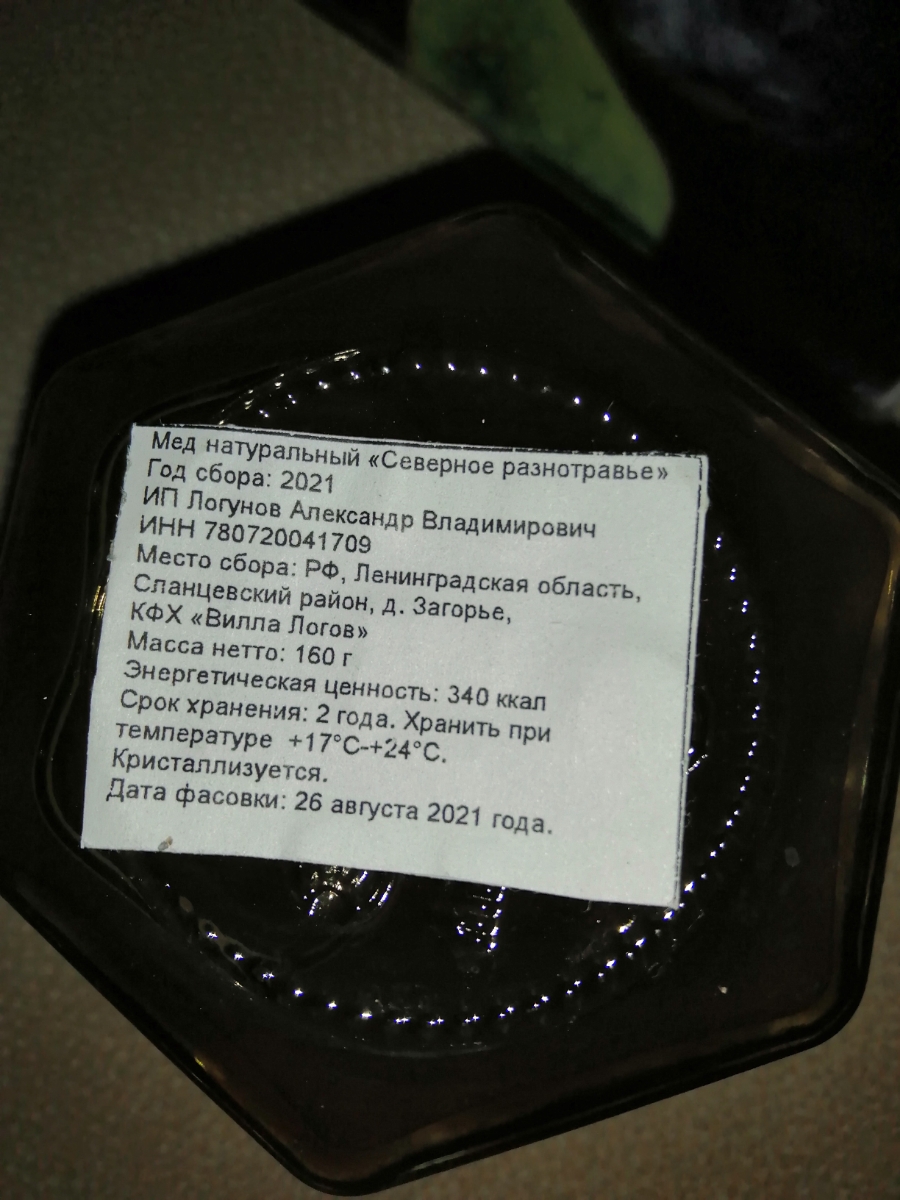 Мед натуральный «Северное разнотравье»
Год сбора: 2021
ИП Логунов Александр Владимирович
ИНН 780720041709
Место сбора: РФ, Ленинградская область,
Сланцевский район, д. Загорье,
КФХ «Вилла Логов»
Масса нетто: 160 г
Энергетическая ценность: 340 ккал
Срок хранения: 2 года. Хранить при
температуре +17°С-+24°С.
Кристаллизуется.
Дата фасовки: 26 августа 2021 года.